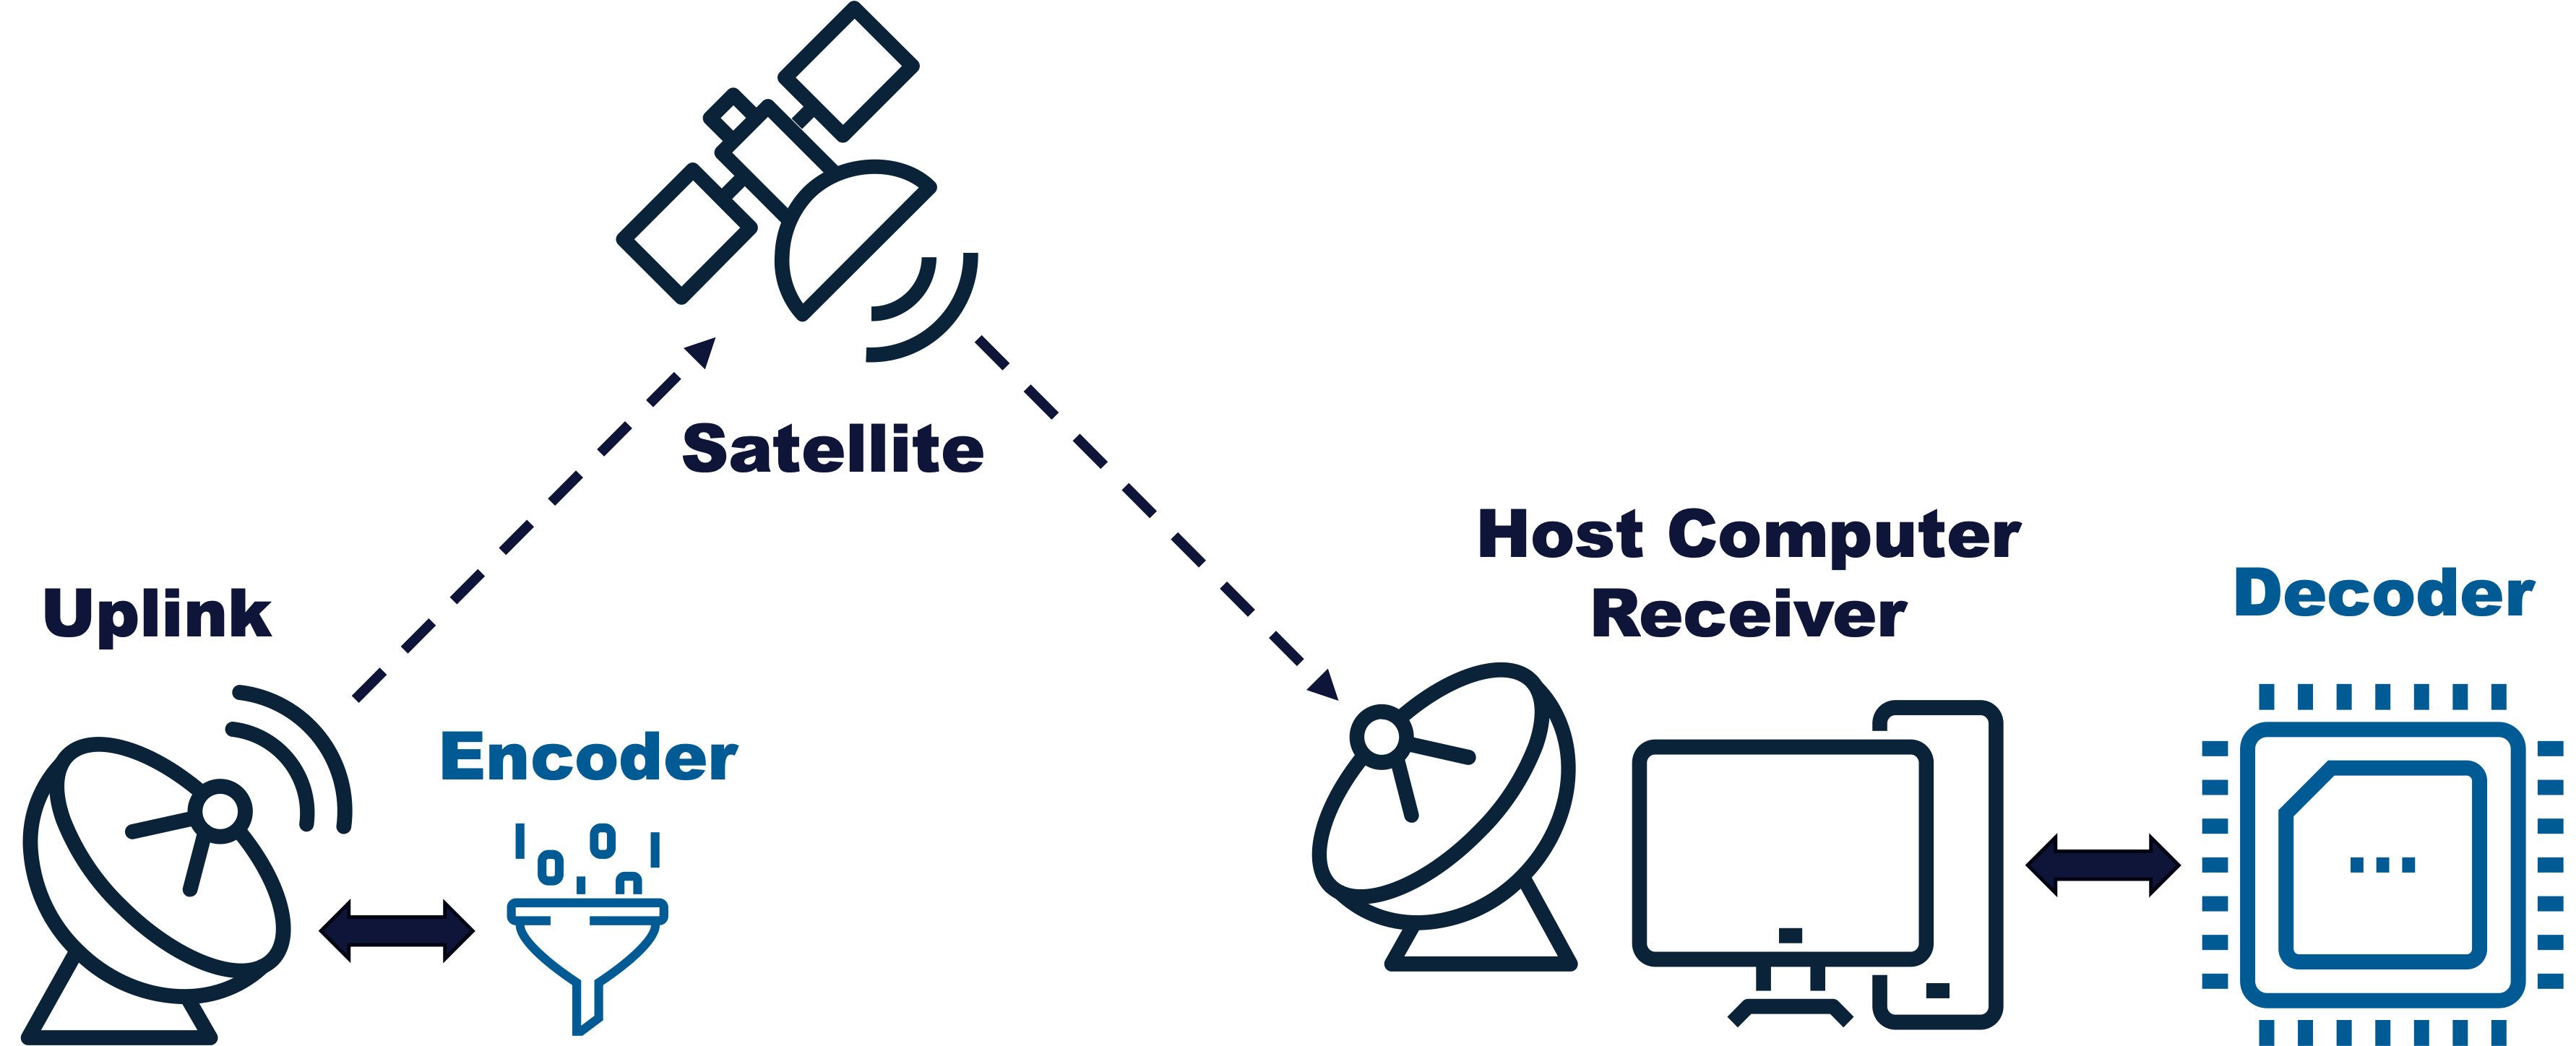 Satellite
Uplink
Encoder
Host Computer
Receiver
Decoder